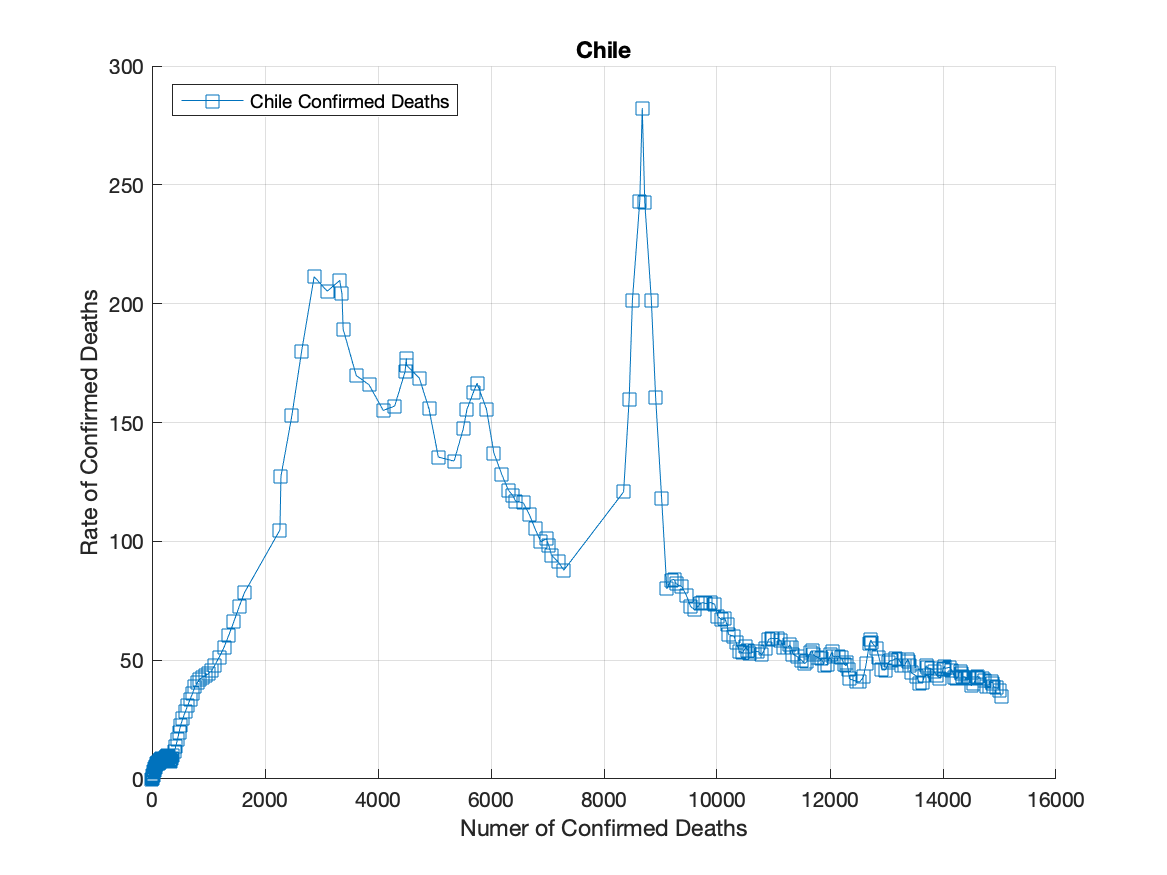 Chile
Chile Confirmed Deaths
300
250
200
150
100
50
0
Rate of Confirmed Deaths
0 2000 4000 6000 8000 10000 12000 14000 16000
Numer of Confirmed Deaths